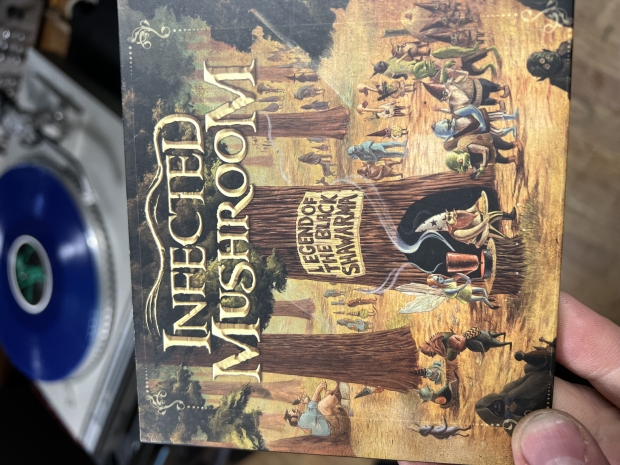 INFECTED
MUSHROOM
LEGEND OF
THE BLACK
SHAWARMA